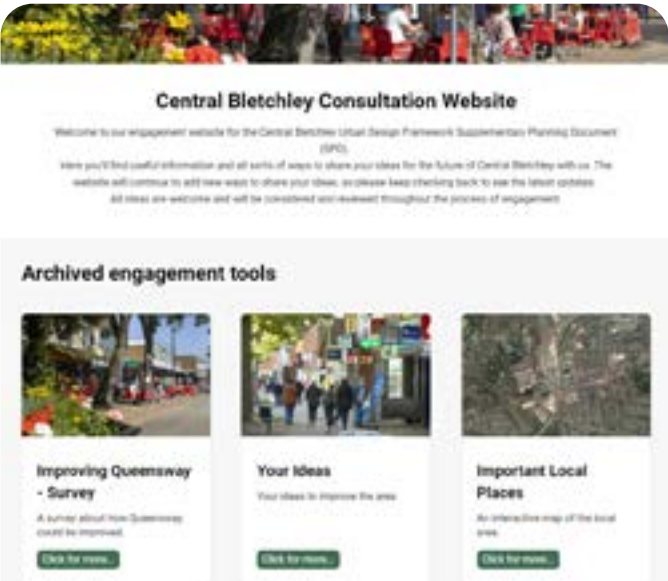 Central Bletchley Consultation Website
Welcome to our engagement website for the Central Bletchley Urban Design Framework Supplementary Planning Document
(SPD).
Here you'll find useful information and all sorts of ways to share your ideas for the future of Central Bletchley with us. The
website will continue to add new ways to share your ideas, so please keep checking back to see the latest updates.
All ideas are welcome and will be considered and reviewed throughout the process of engagement.
Archived engagement tools
Improving Queensway
- Survey
A survey about how Queensway
could be improved.
Click for more...
Your Ideas
Your ideas to improve the area
Click for more...
Important Local
Places
An interactive map of the local
area.
Click for more...